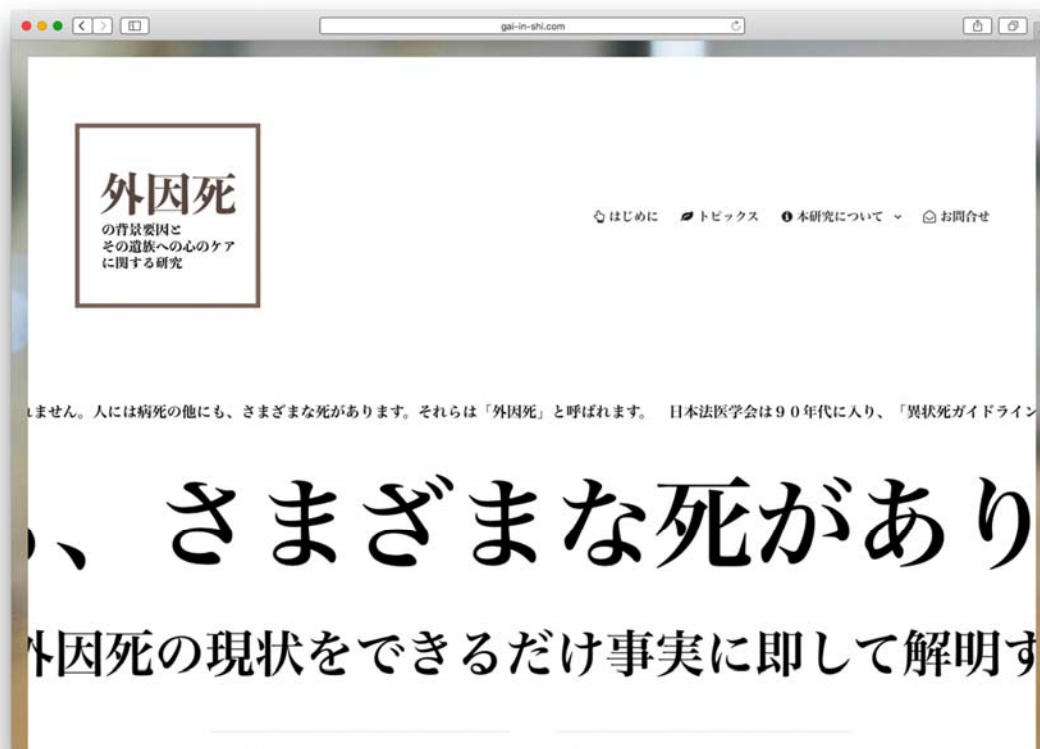 gai-in-shi.com
外因死
の背景要因と
その遺族への心のケア
に関する研究
はじめに トピックス 本研究について お問合せ
れません。人には病死の他にも、さまざまな死があります。それらは「外因死」と呼ばれます。 日本法医学会は９０年代に入り、「異状死ガイドライン
、さまざまな死があり
外因死の現状をできるだけ事実に即して解明す